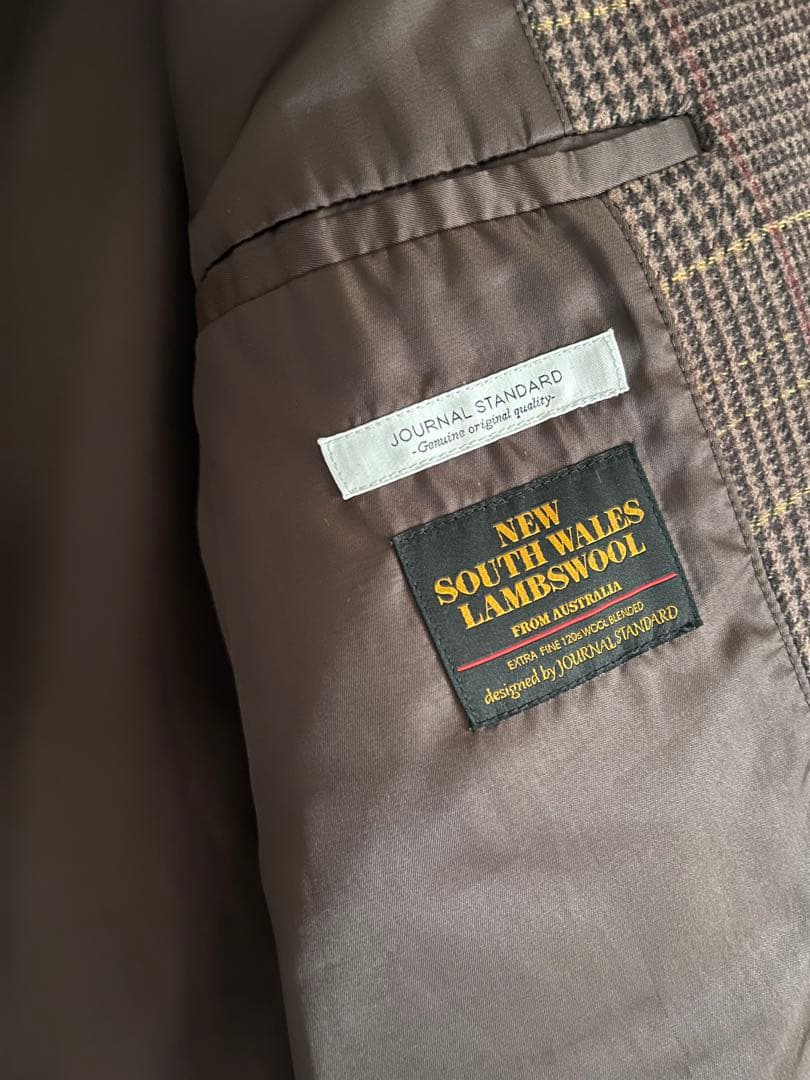 JOURNAL STANDARD
-Genuine original quality-
NEW
SOUTH WALES
LAMBSWOOL
FROM AUSTRALIA
EXTRA FINE 120s WOOL BLENDED
designed by JOURNAL STANDARD